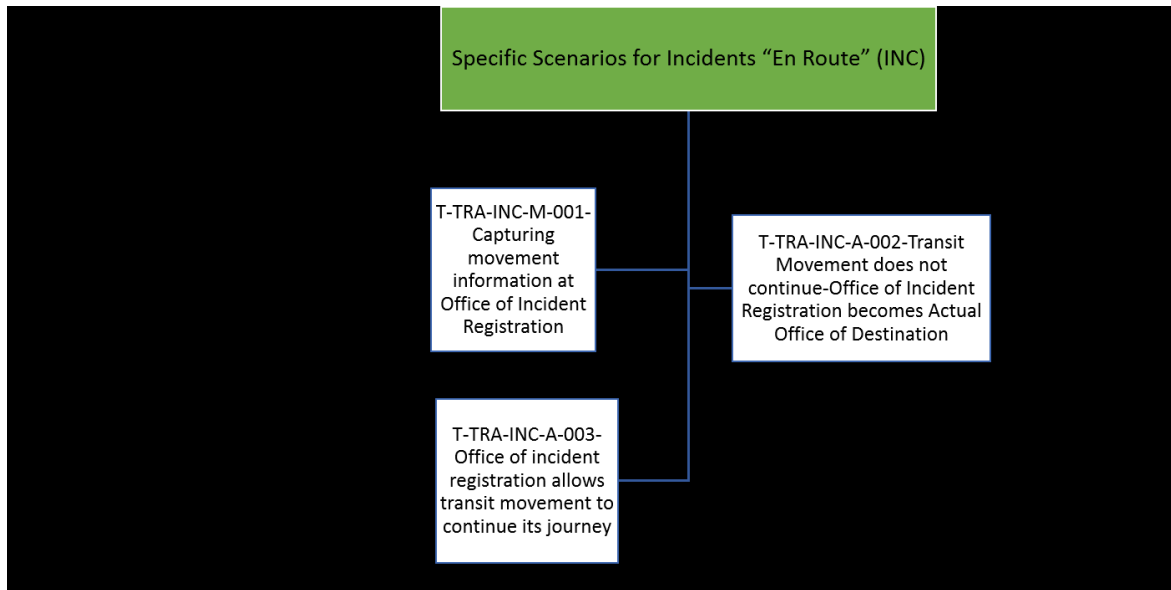 Specific Scenarios for Incidents “En Route” (INC)
T-TRA-INC-M-001-
Capturing
movement
information at
Office of Incident
Registration
T-TRA-INC-A-002-Transit
Movement does not
continue-Office of Incident
Registration becomes Actual
Office of Destination
T-TRA-INC-A-003-
Office of incident
registration allows
transit movement to
continue its journey